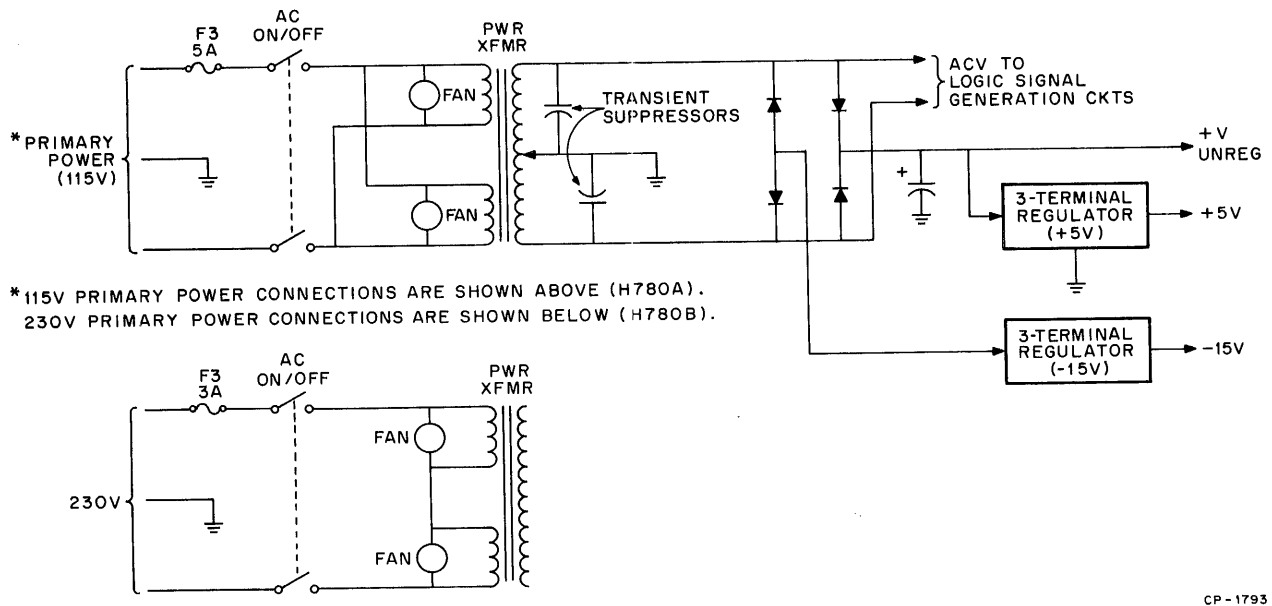 F3
5A
AC
ON/OFF
PWR
XFMR
FAN
TRANSIENT
SUPPRESSORS
ACV TO
LOGIC SIGNAL
GENERATION CKTS
*PRIMARY
POWER
(115V)
+V
UNREG
FAN
+
3-TERMINAL
REGULATOR
(+5V)
+5V
*115V PRIMARY POWER CONNECTIONS ARE SHOWN ABOVE (H780A).
230V PRIMARY POWER CONNECTIONS ARE SHOWN BELOW (H780B).
3-TERMINAL
REGULATOR
(-15V)
-15V
F3
3A
AC
ON/OFF
PWR
XFMR
FAN
230V
FAN
CP-1793